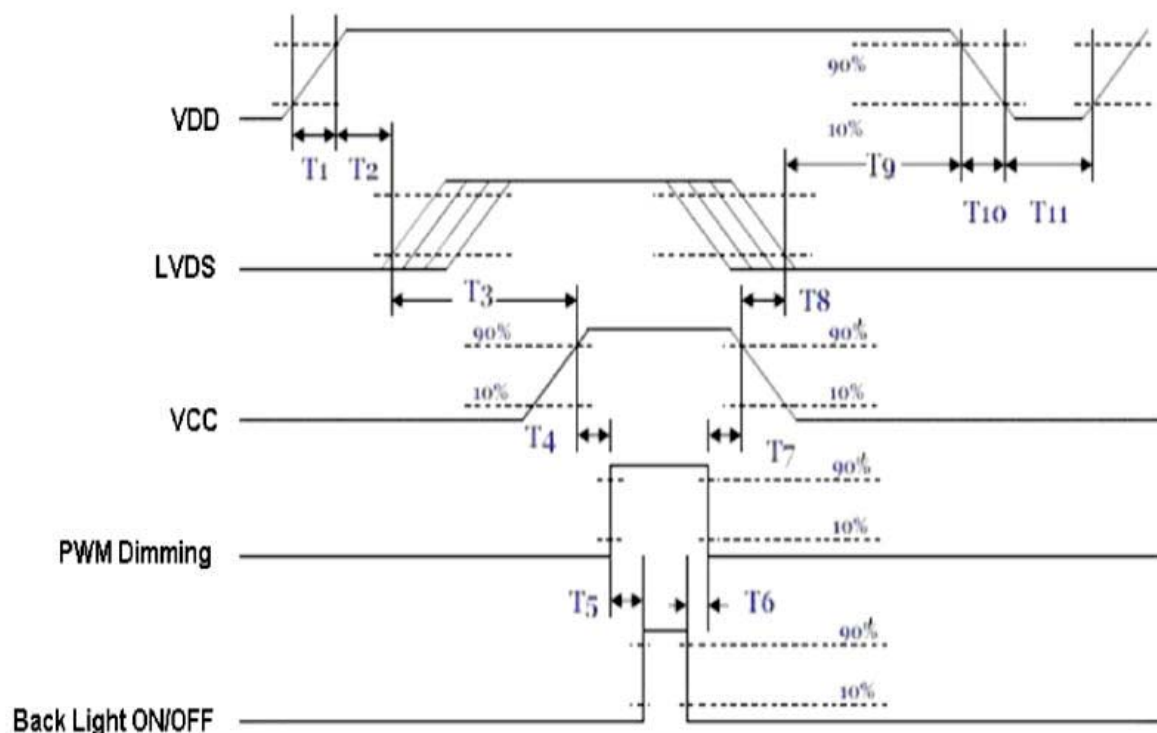 90%
VDD
10%
T1 T2 T9
T10 T11
LVDS
T3 T8
90% 90%
10% 10%
VCC
T4 T7
90%
10%
PWM Dimming
T5 T6
90%
10%
Back Light ON/OFF